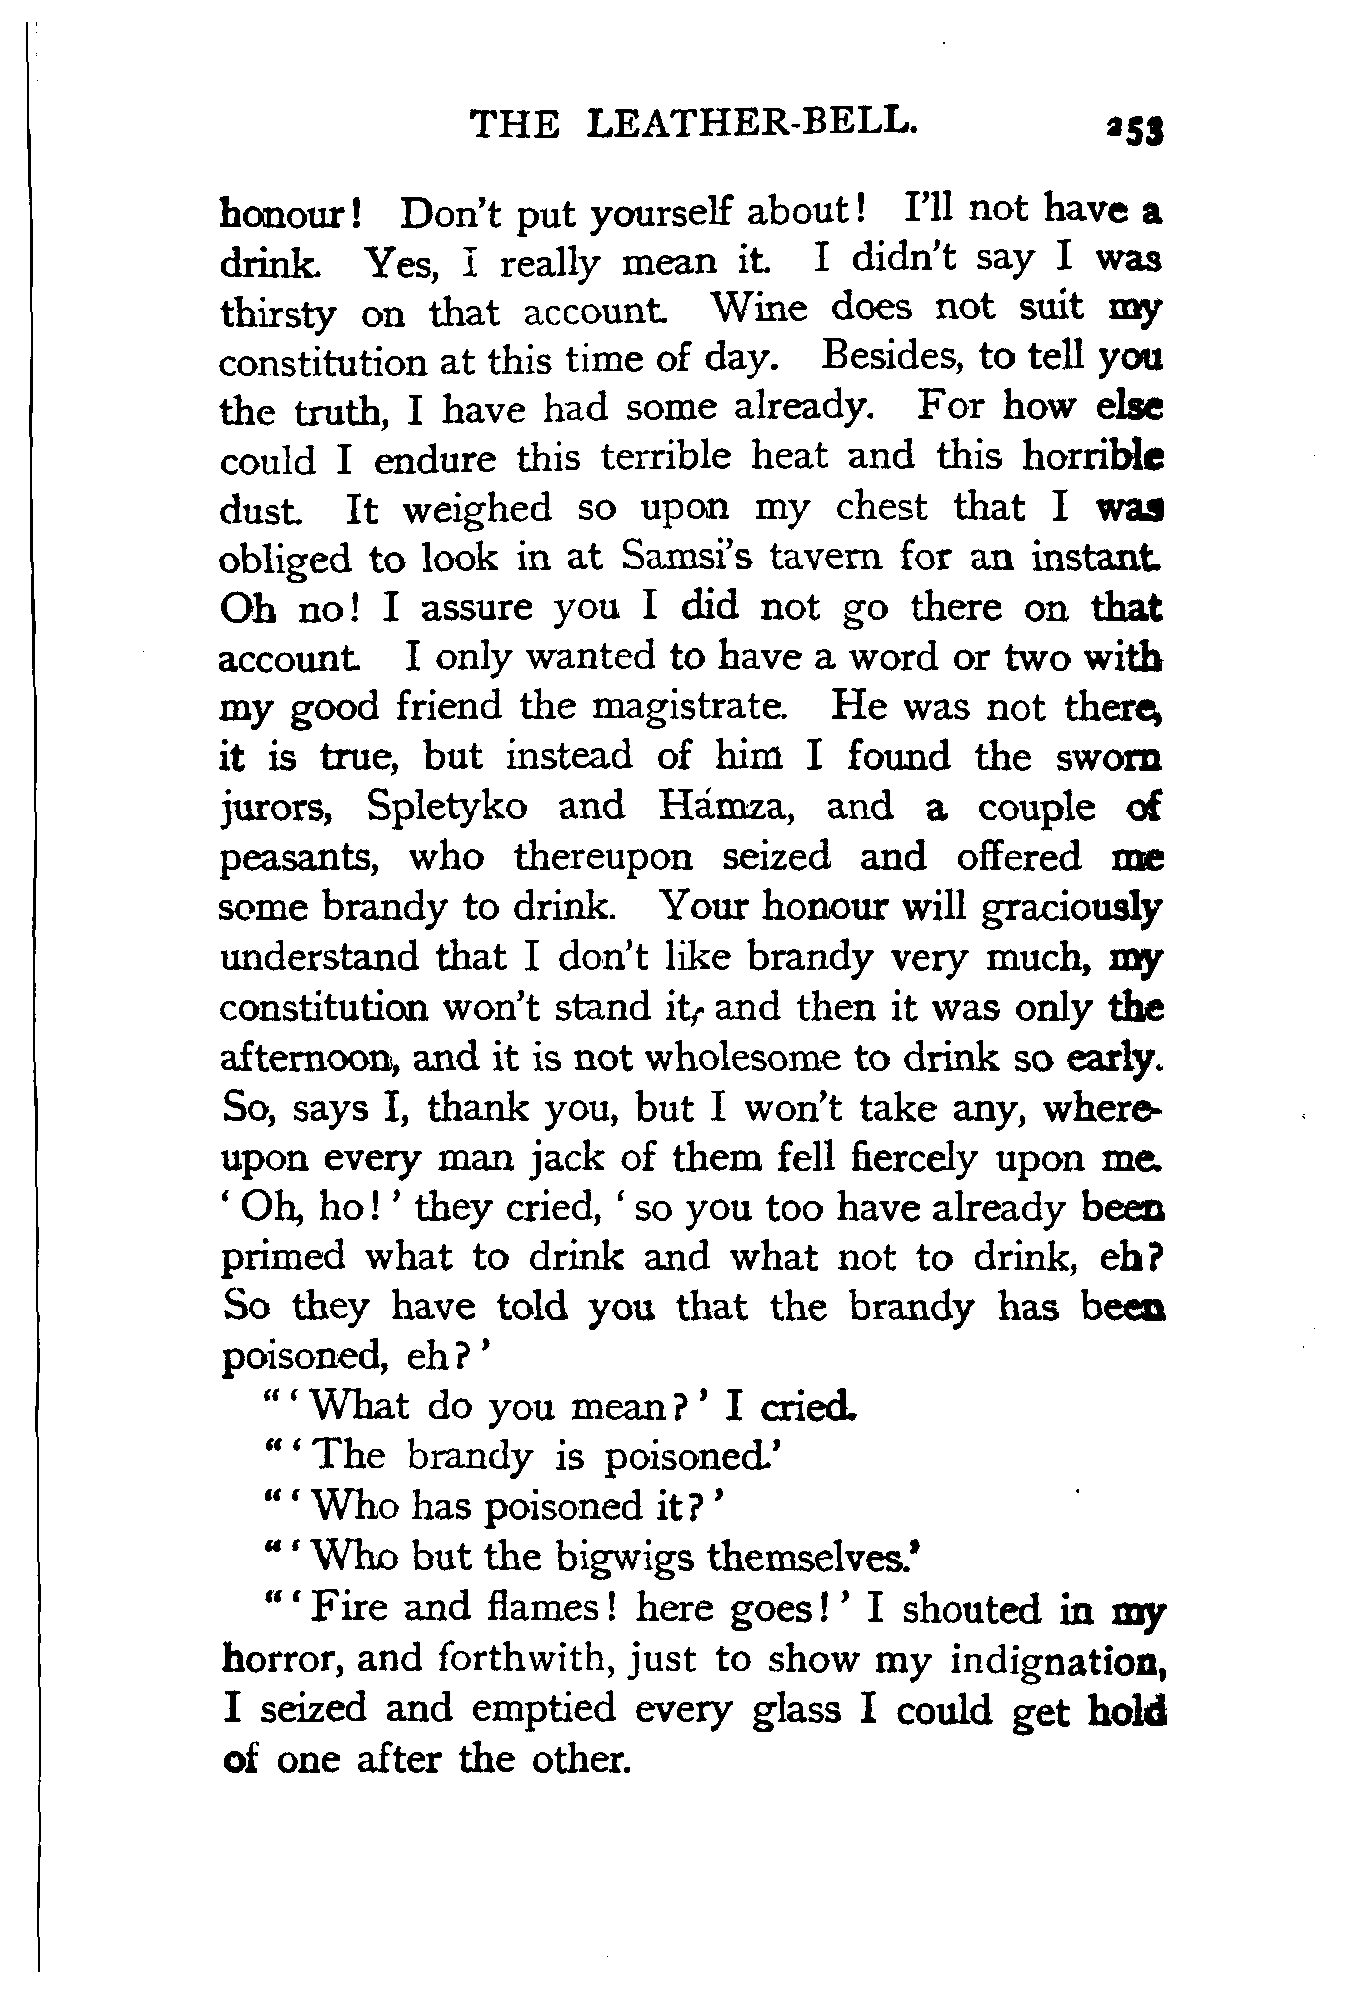 THE LEATHER-BELL. 253
honour! Don't put yourself about! I'll not have a
drink. Yes, I really mean it. I didn't say I was
thirsty on that account. Wine does not suit my
constitution at this time of day. Besides, to tell you
the truth, I have had some already. For how else
could I endure this terrible heat and this horrible
dust. It weighed so upon my chest that I was
obliged to look in at Samsi's tavern for an instant.
Oh no! I assure you I did not go there on that
account. I only wanted to have a word or two with
my good friend the magistrate. He was not there,
it is true, but instead of him I found the sworn
jurors, Spletyko and Hámza, and a couple of
peasants, who thereupon seized and offered me
some brandy to drink. Your honour will graciously
understand that I don't like brandy very much, my
constitution won't stand it, and then it was only the
afternoon, and it is not wholesome to drink so early.
So, says I, thank you, but I won't take any, where-
upon every man jack of them fell fiercely upon me.
'Oh, ho!' they cried, 'so you too have already been
primed what to drink and what not to drink, eh?
So they have told you that the brandy has been
poisoned, eh?'
"'What do you mean?' I cried.
"'The brandy is poisoned.'
"'Who has poisoned it?'
"'Who but the bigwigs themselves.'
"'Fire and flames! here goes!' I shouted in my
horror, and forthwith, just to show my indignation,
I seized and emptied every glass I could get hold
of one after the other.